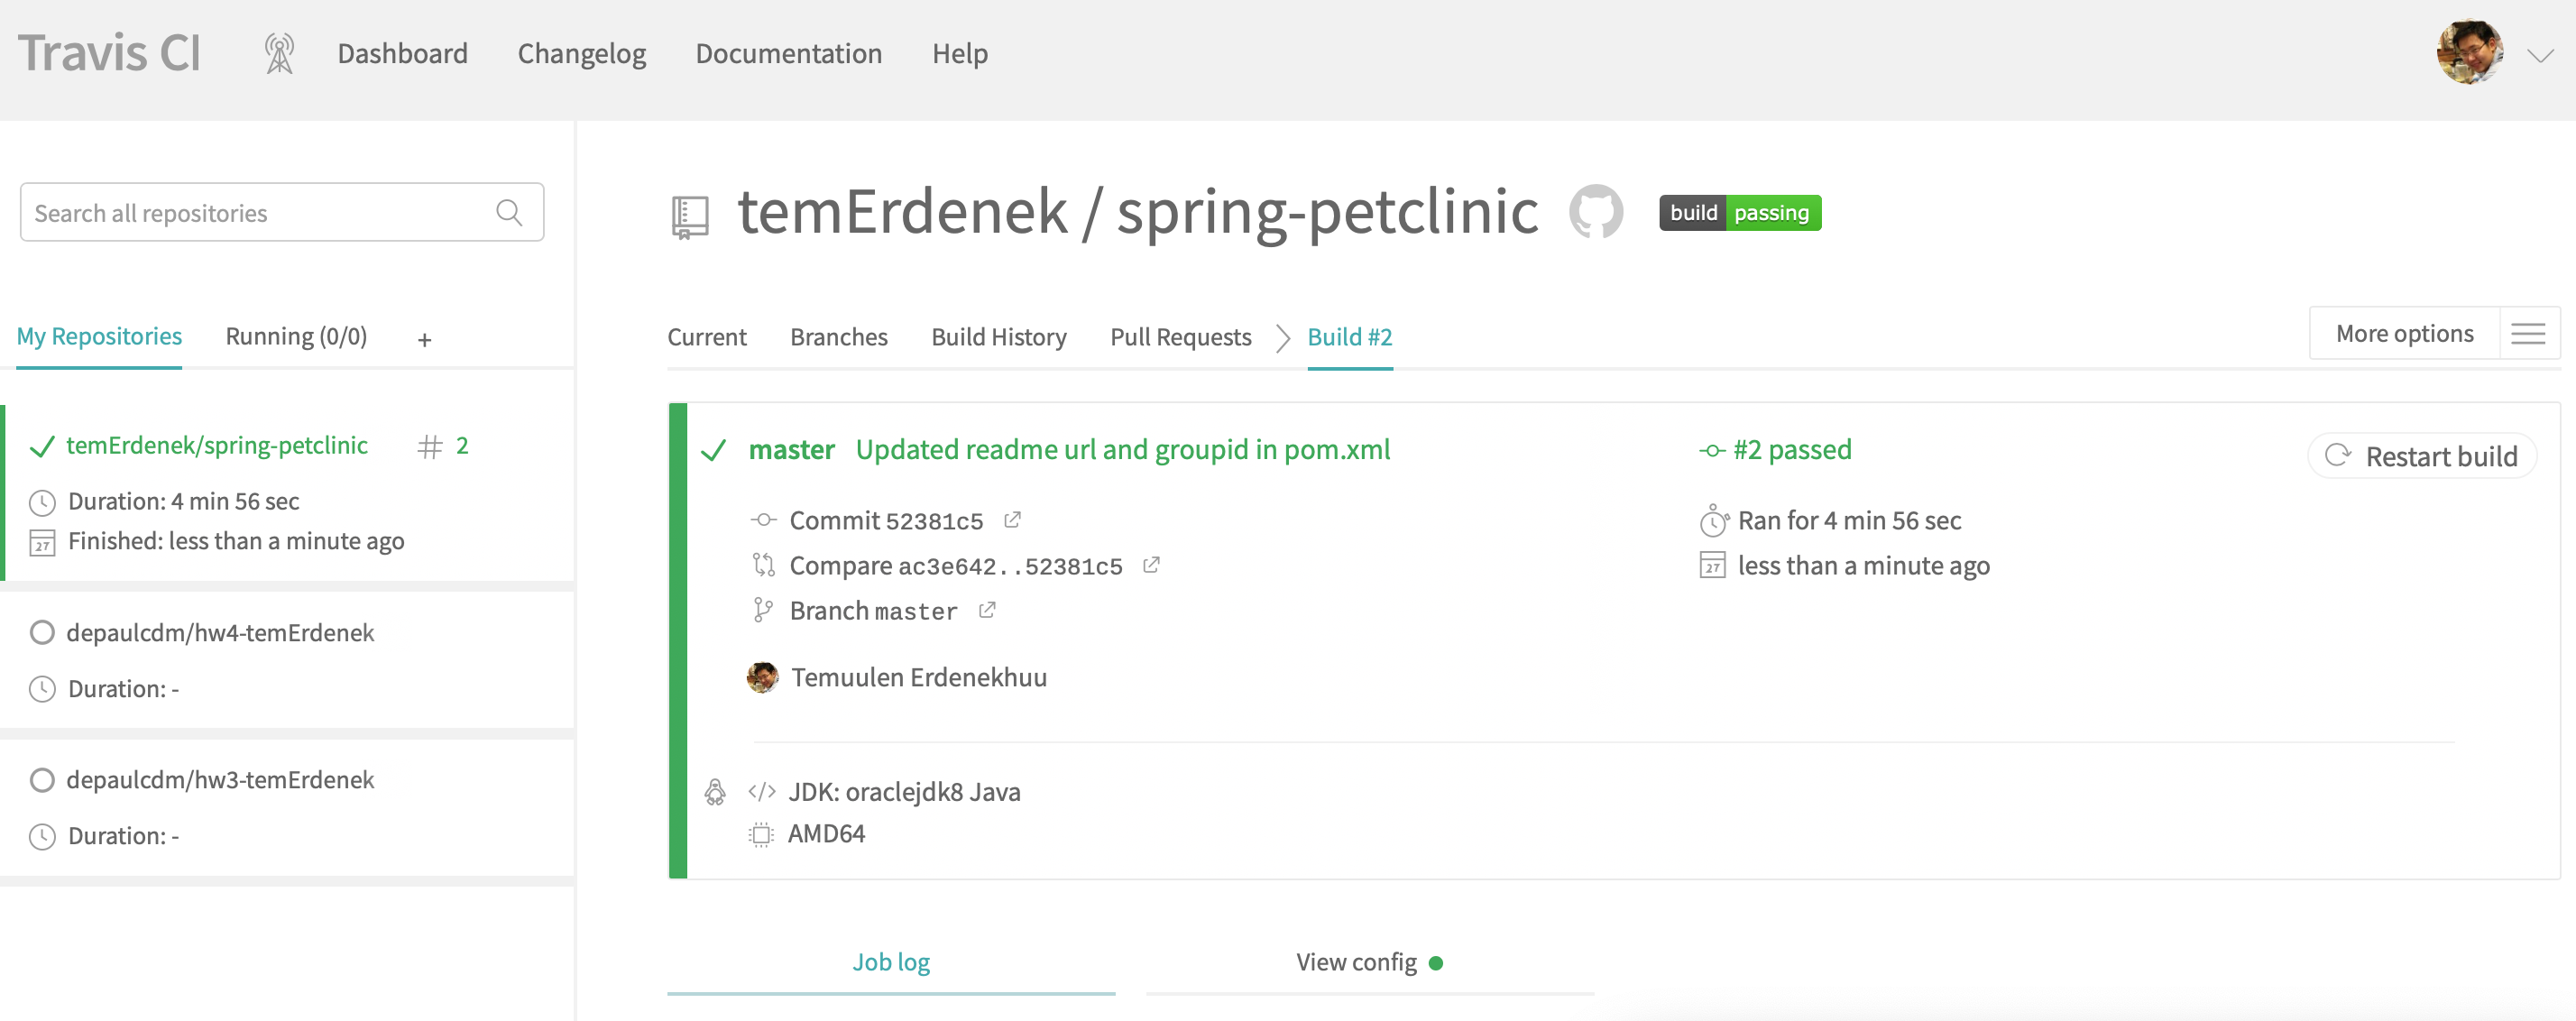 Travis CI
Dashboard
Changelog
Documentation
Help
Search all repositories
My Repositories
Running (0/0)
+
temErdenek/spring-petclinic # 2
Duration: 4 min 56 sec
27 Finished: less than a minute ago
depaulcdm/hw4-temErdenek
Duration: -
depaulcdm/hw3-temErdenek
Duration: -
temErdenek / spring-petclinic
build passing
Current
Branches
Build History
Pull Requests
Build #2
More options
master Updated readme url and groupid in pom.xml
Commit 52381c5
Compare ac3e642..52381c5
Branch master
Temuulen Erdenekhuu
#2 passed
Ran for 4 min 56 sec
27 less than a minute ago
Restart build
</> JDK: oraclejdk8 Java
AMD64
Job log
View config